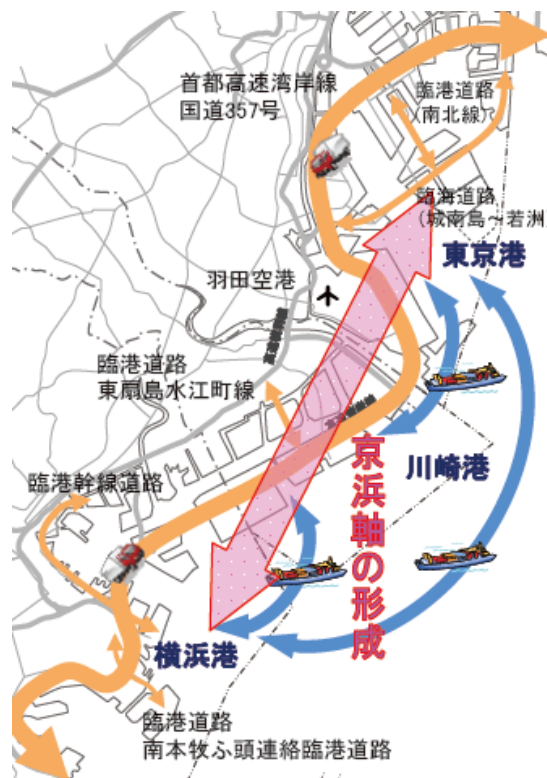 首都高速湾岸線
国道357号
臨港道路
(南北線)
臨海道路
(城南島～若洲
東京港
羽田空港
臨港道路
東扇島水江町線
川崎港
臨港幹線道路
京浜軸の形成
横浜港
臨港道路
南本牧ふ頭連絡臨港道路